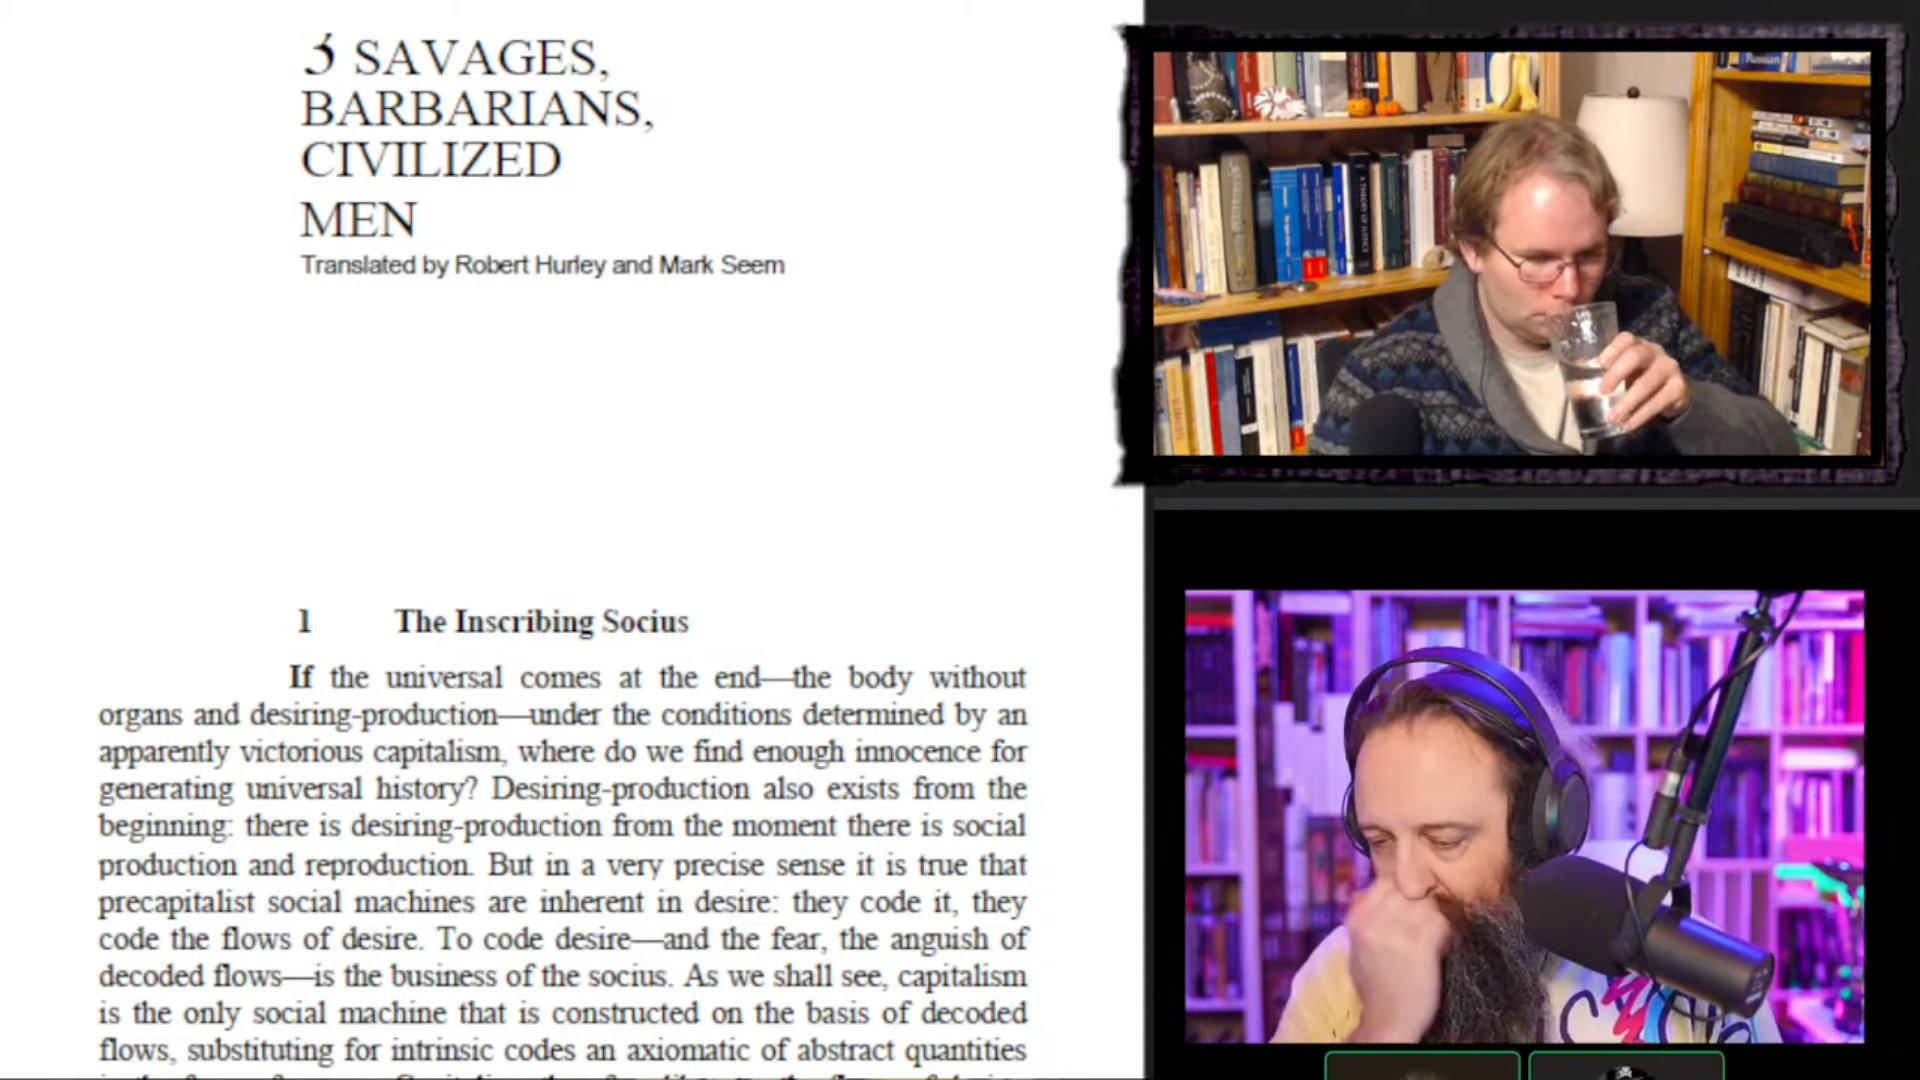 3 SAVAGES,
BARBARIANS,
CIVILIZED
MEN
Translated by Robert Hurley and Mark Seem
1 The Inscribing Socius
If the universal comes at the end—the body without
organs and desiring-production—under the conditions determined by an
apparently victorious capitalism, where do we find enough innocence for
generating universal history? Desiring-production also exists from the
beginning: there is desiring-production from the moment there is social
production and reproduction. But in a very precise sense it is true that
precapitalist social machines are inherent in desire: they code it, they
code the flows of desire. To code desire—and the fear, the anguish of
decoded flows—is the business of the socius. As we shall see, capitalism
is the only social machine that is constructed on the basis of decoded
flows, substituting for intrinsic codes an axiomatic of abstract quantities
Russian
A THEORY OF JUSTICE